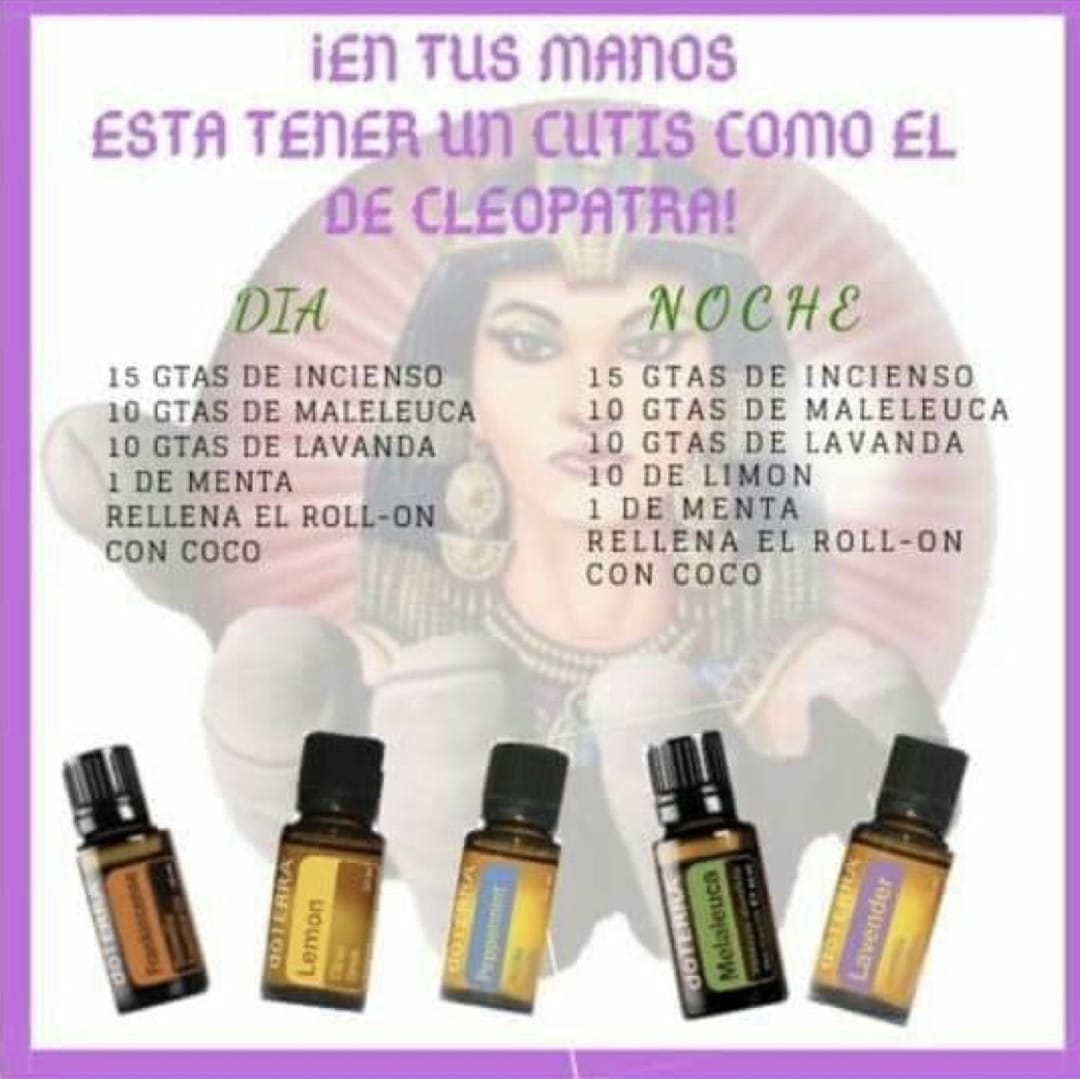 ¡EN TUS MANOS
ESTA TENER UN CUTIS COMO EL
DE CLEOPATRA!
DIA
15 GTAS DE INCIENSO
10 GTAS DE MALELEUCA
10 GTAS DE LAVANDA
1 DE MENTA
RELLENA EL ROLL-ON
CON COCO
NOCHE
15 GTAS DE INCIENSO
10 GTAS DE MALELEUCA
10 GTAS DE LAVANDA
10 DE LIMON
1 DE MENTA
RELLENA EL ROLL-ON
CON COCO
dōTERRA
Frankincense
dōTERRA
Lemon
dōTERRA
Peppermint
dōTERRA
Melaleuca
dōTERRA
Lavender